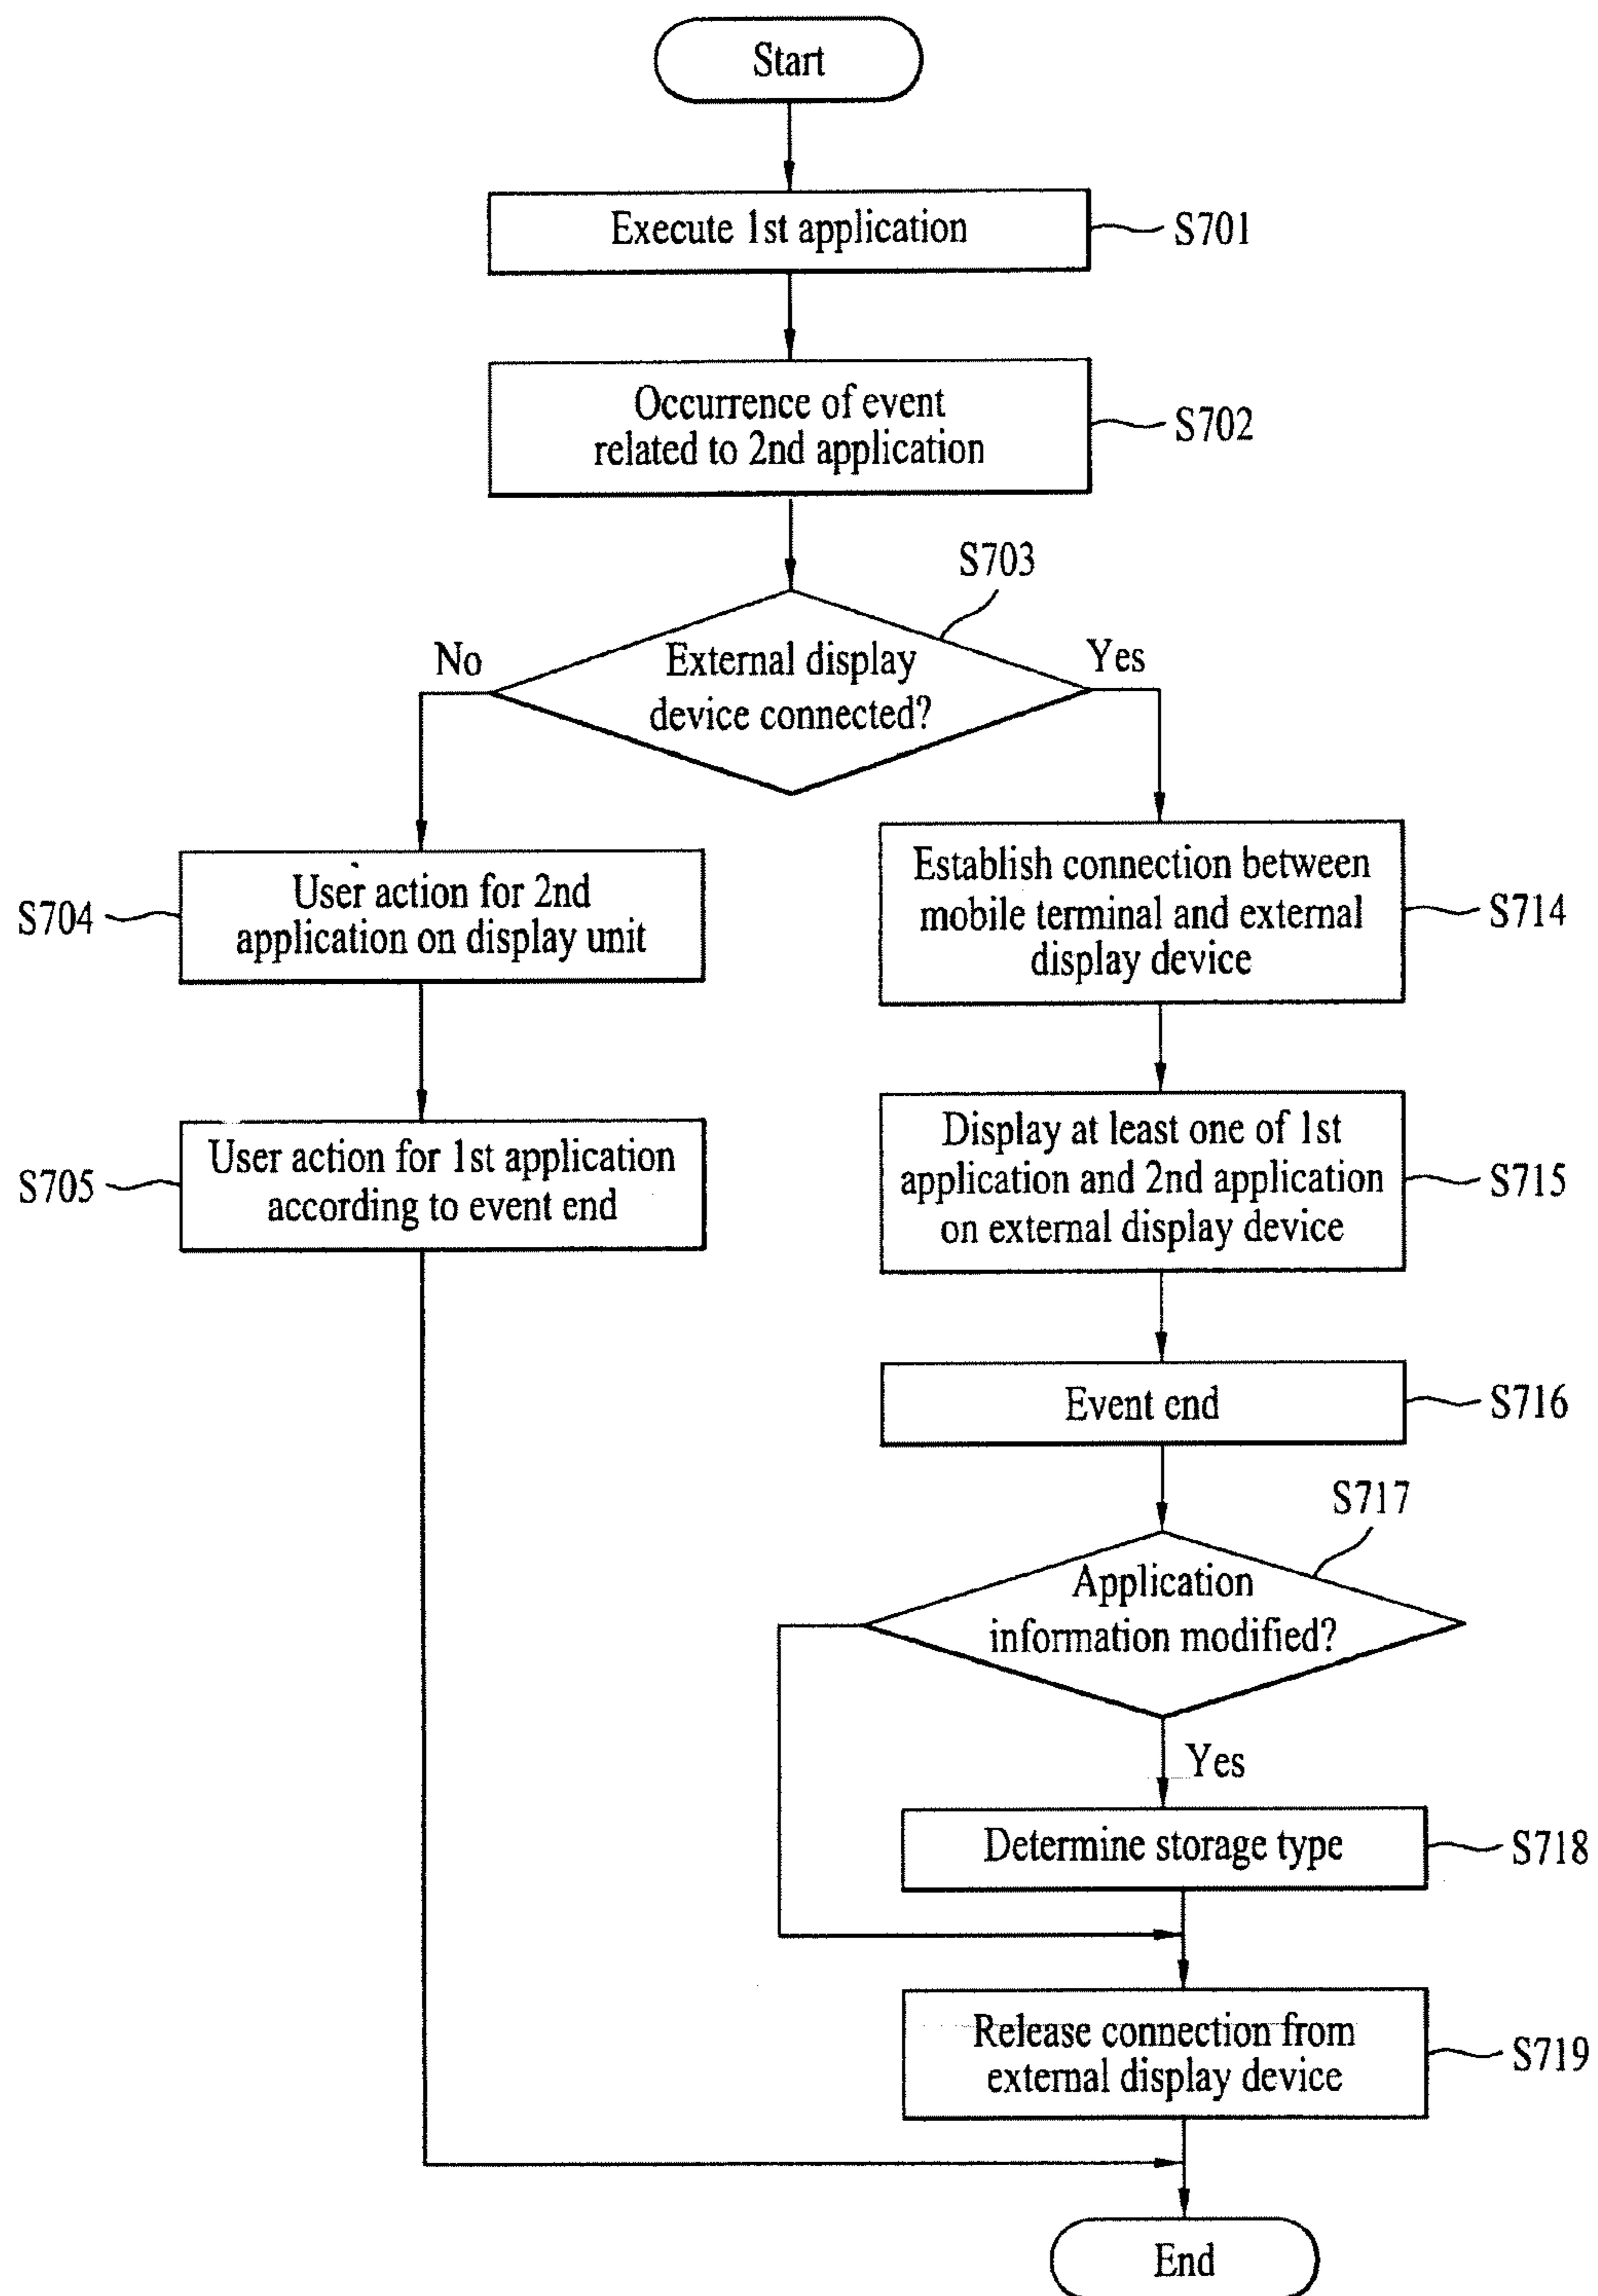 Start
Execute 1st application
S701
Occurrence of event
related to 2nd application
S702
S703
No
External display
device connected?
Yes
S704
User action for 2nd
application on display unit
Establish connection between
mobile terminal and external
display device
S714
S705
User action for 1st application
according to event end
Display at least one of 1st
application and 2nd application
on external display device
S715
Event end
S716
S717
Application
information modified?
Yes
Determine storage type
S718
Release connection from
external display device
S719
End